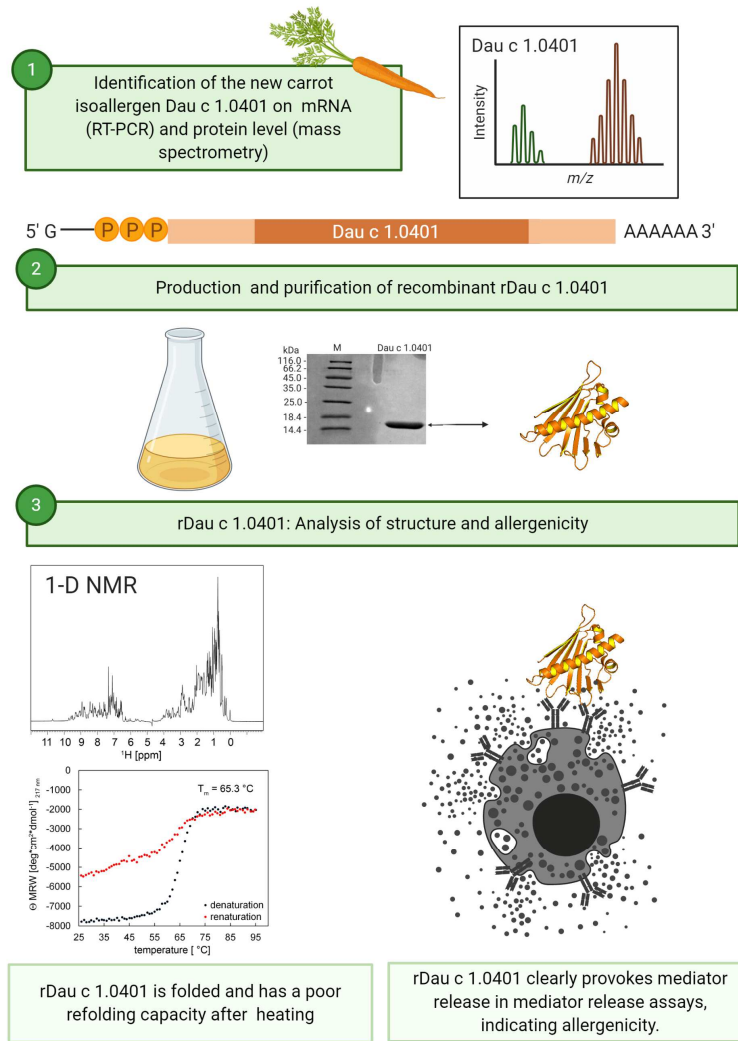 1
Identification of the new carrot
isoallergen Dau c 1.0401 on mRNA
(RT-PCR) and protein level (mass
spectrometry)
Dau c 1.0401
Intensity
m/z
5' G
P P P
Dau c 1.0401
AAAAAA 3'
2
Production and purification of recombinant rDau c 1.0401
kDa
M
Dau c 1.0401
116.0
66.2
45.0
35.0
25.0
18.4
14.4
3
rDau c 1.0401: Analysis of structure and allergenicity
1-D NMR
11 10 9 8 7 6 5 4 3 2 1 0
¹H [ppm]
0
-1000
-2000
-3000
-4000
-5000
-6000
-7000
-8000
Θ MRW [deg*cm²*dmol⁻¹] 217 nm
Tm = 65.3 °C
denaturation
renaturation
25 35 45 55 65 75 85 95
temperature [ °C]
rDau c 1.0401 is folded and has a poor
refolding capacity after heating
rDau c 1.0401 clearly provokes mediator
release in mediator release assays,
indicating allergenicity.